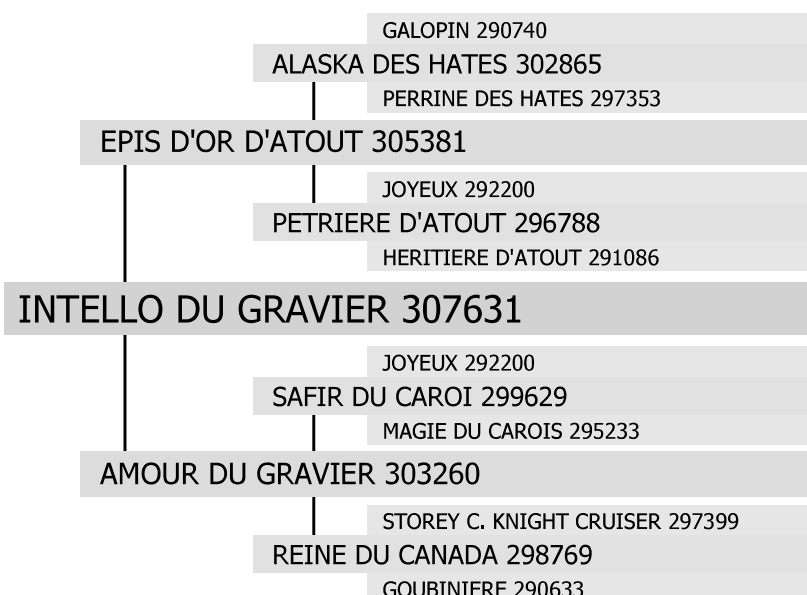 GALOPIN 290740
ALASKA DES HATES 302865
PERRINE DES HATES 297353
EPIS D'OR D'ATOUT 305381
JOYEUX 292200
PETRIERE D'ATOUT 296788
HERITIERE D'ATOUT 291086
INTELLO DU GRAVIER 307631
JOYEUX 292200
SAFIR DU CAROI 299629
MAGIE DU CAROIS 295233
AMOUR DU GRAVIER 303260
STOREY C. KNIGHT CRUISER 297399
REINE DU CANADA 298769
GOUBINIERE 290633